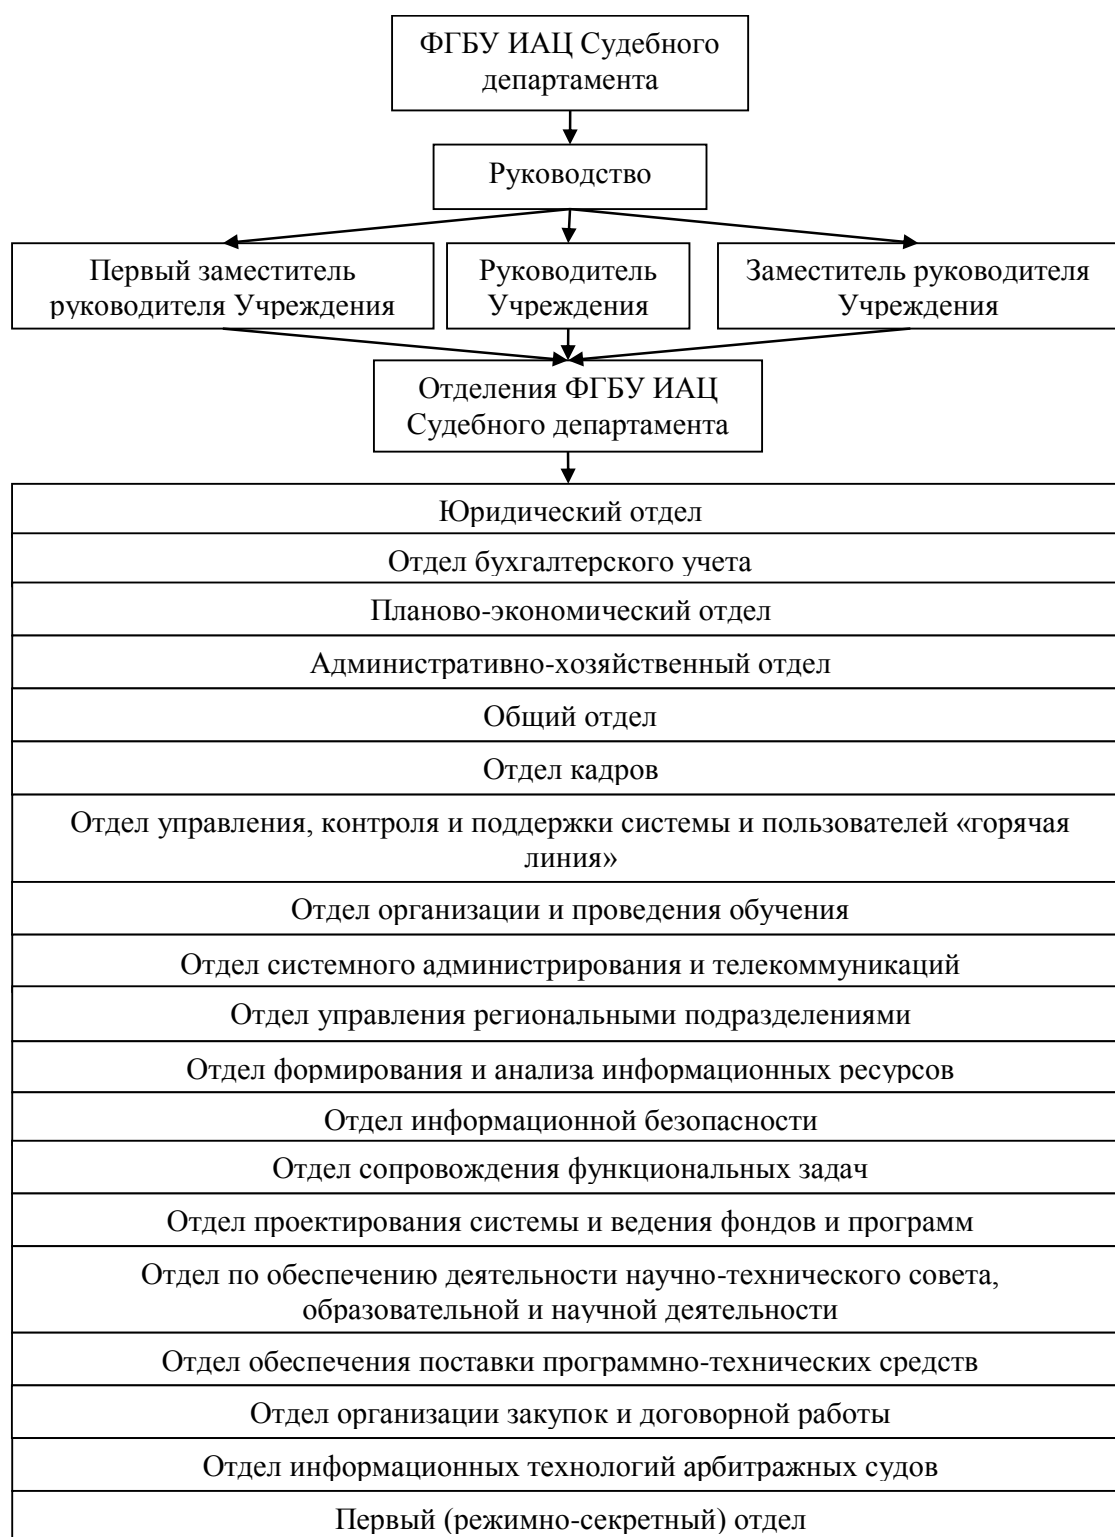 ФГБУ ИАЦ Судебного
департамента
Руководство
Первый заместитель
руководителя Учреждения
Руководитель
Учреждения
Заместитель руководителя
Учреждения
Отделения ФГБУ ИАЦ
Судебного департамента
Юридический отдел
Отдел бухгалтерского учета
Планово-экономический отдел
Административно-хозяйственный отдел
Общий отдел
Отдел кадров
Отдел управления, контроля и поддержки системы и пользователей «горячая
линия»
Отдел организации и проведения обучения
Отдел системного администрирования и телекоммуникаций
Отдел управления региональными подразделениями
Отдел формирования и анализа информационных ресурсов
Отдел информационной безопасности
Отдел сопровождения функциональных задач
Отдел проектирования системы и ведения фондов и программ
Отдел по обеспечению деятельности научно-технического совета,
образовательной и научной деятельности
Отдел обеспечения поставки программно-технических средств
Отдел организации закупок и договорной работы
Отдел информационных технологий арбитражных судов
Первый (режимно-секретный) отдел